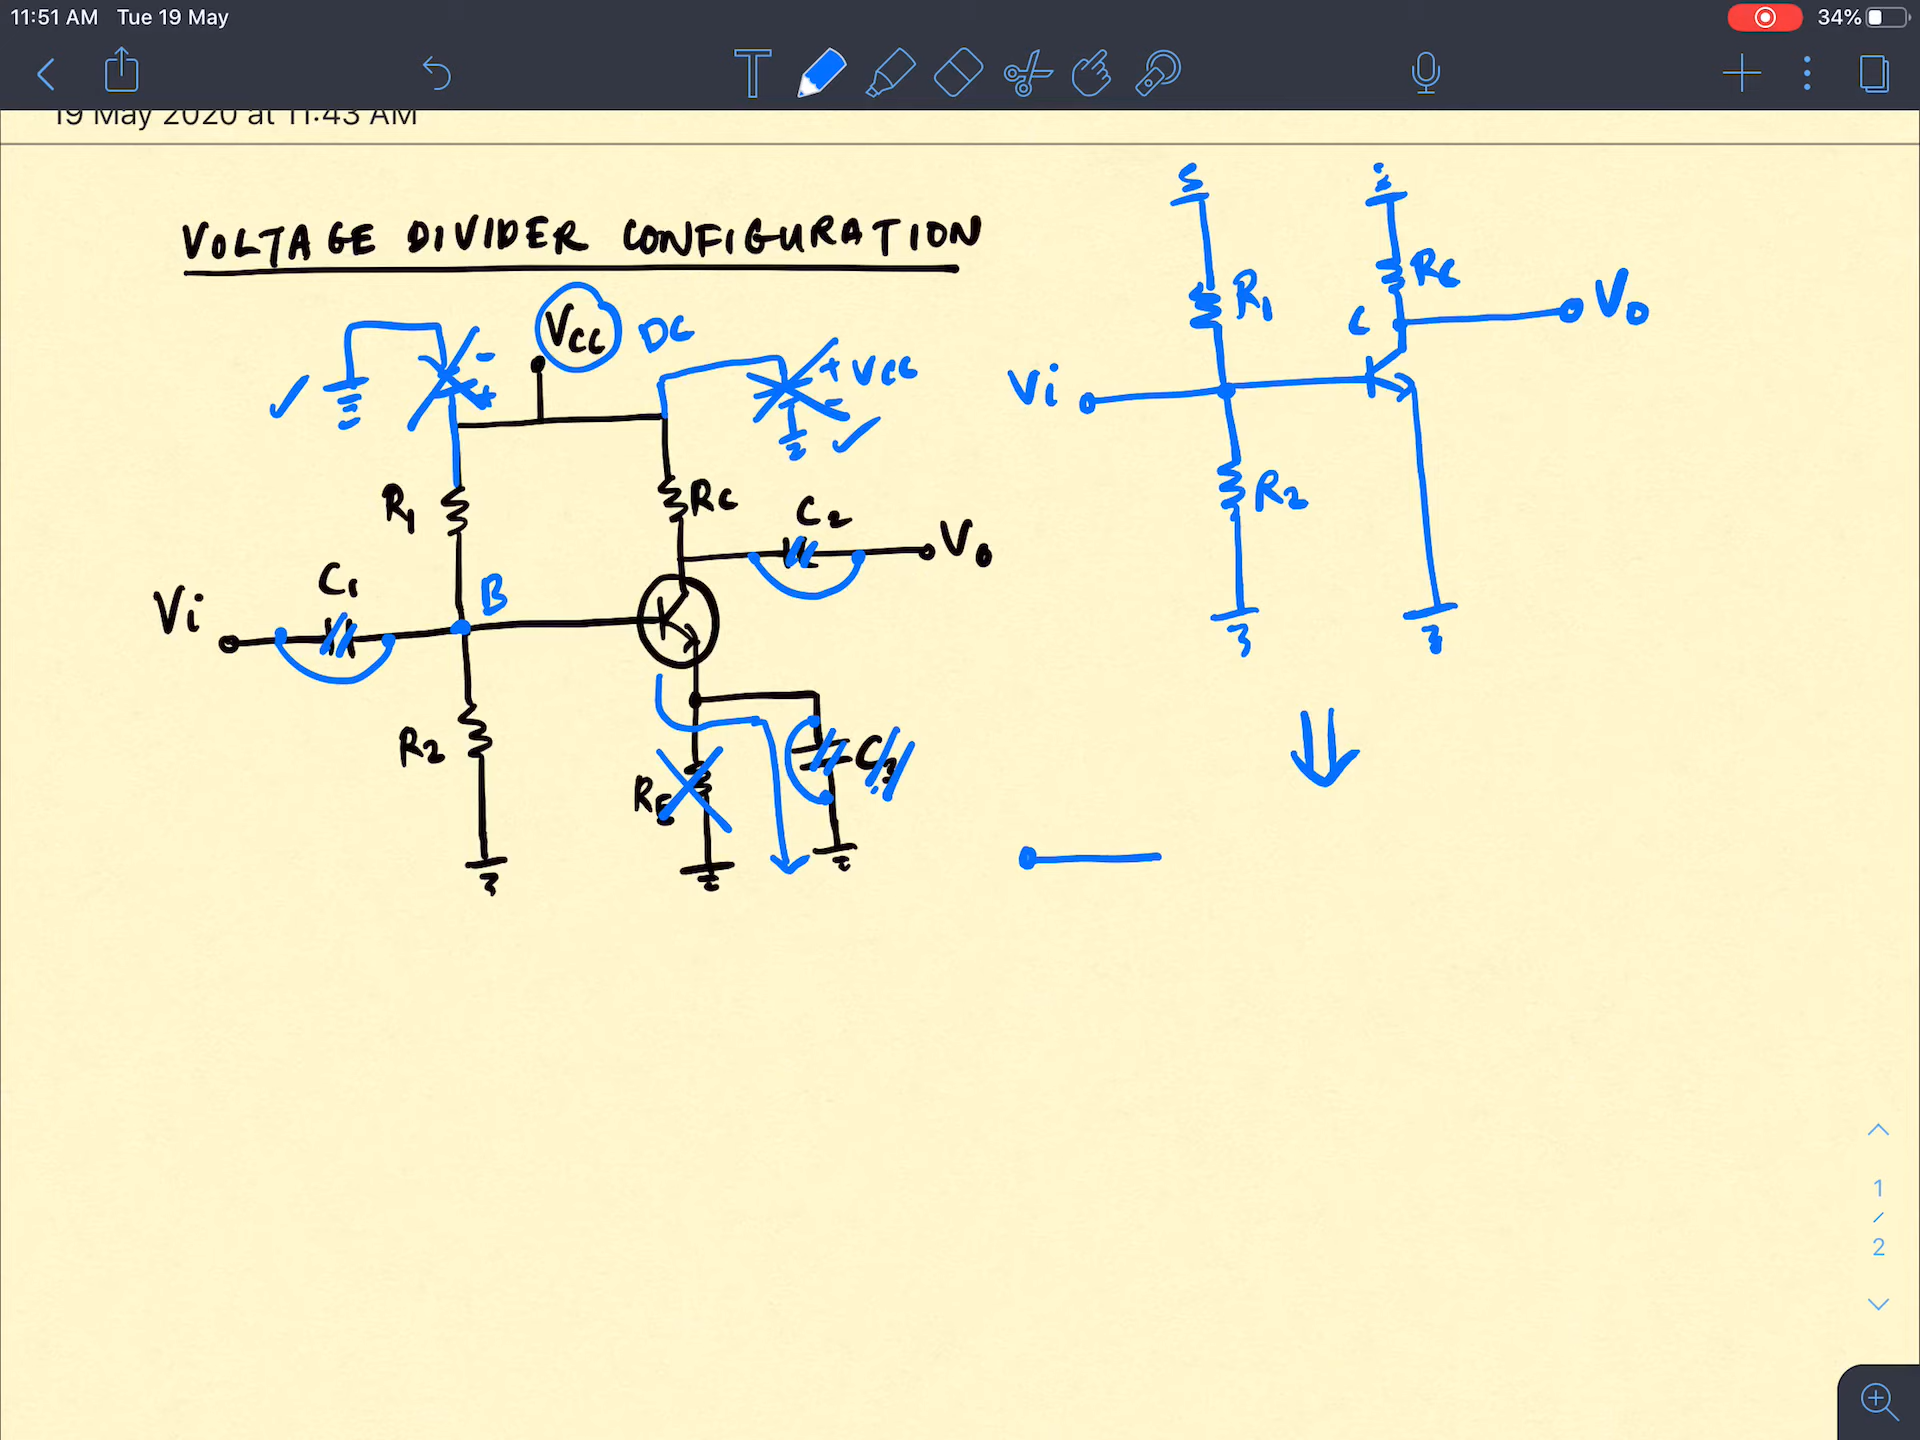 11:51 AM Tue 19 May
34%
19 May 2020 at 11:43 AM
VOLTAGE DIVIDER CONFIGURATION
VCC DC
- +
+ VCC -
R1
RC
C2
Vo
C1
B
Vi
R2
RE
C3
R1
RC
C
Vo
Vi
R2
1
/
2